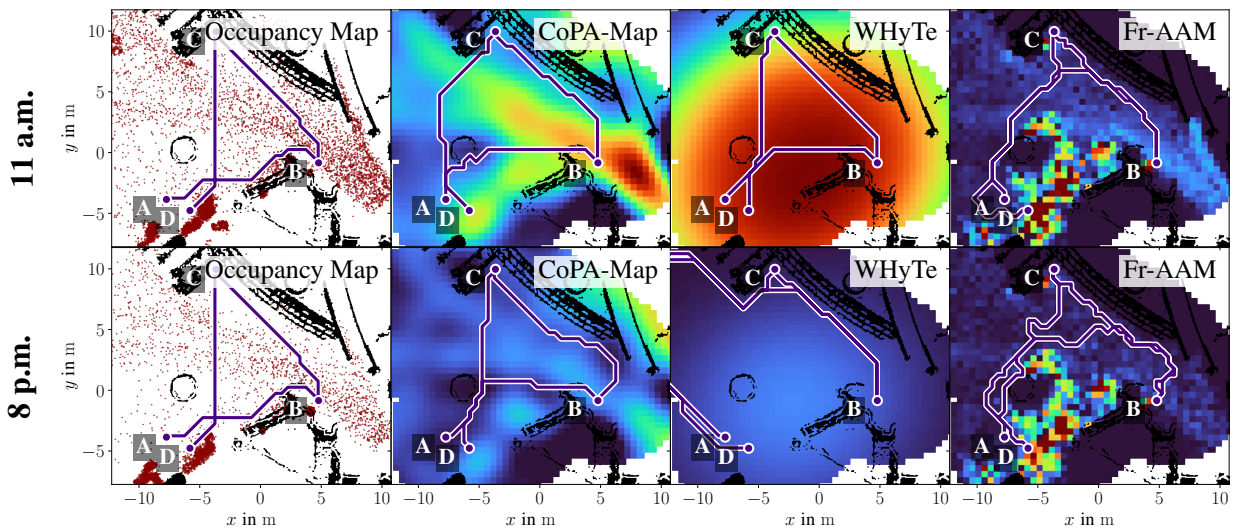 11 a.m.
y in m
10
5
0
−5
Occupancy Map
C
B
A
D
CoPA-Map
C
B
A
D
WHyTe
C
B
A
D
Fr-AAM
C
B
A
D
8 p.m.
y in m
10
5
0
−5
Occupancy Map
C
B
A
D
CoPA-Map
C
B
A
D
WHyTe
C
B
A
D
Fr-AAM
C
B
A
D
−10 −5 0 5 10 −10 −5 0 5 10 −10 −5 0 5 10 −10 −5 0 5 10
x in m x in m x in m x in m